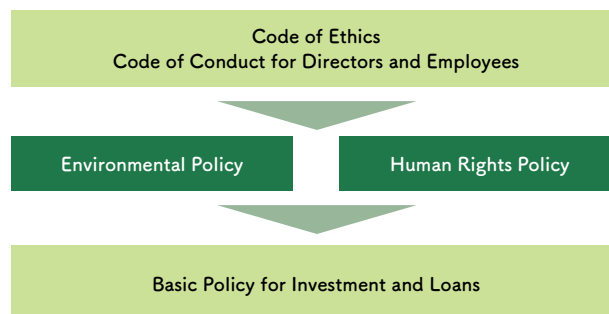 Code of Ethics
Code of Conduct for Directors and Employees
Environmental Policy
Human Rights Policy
Basic Policy for Investment and Loans